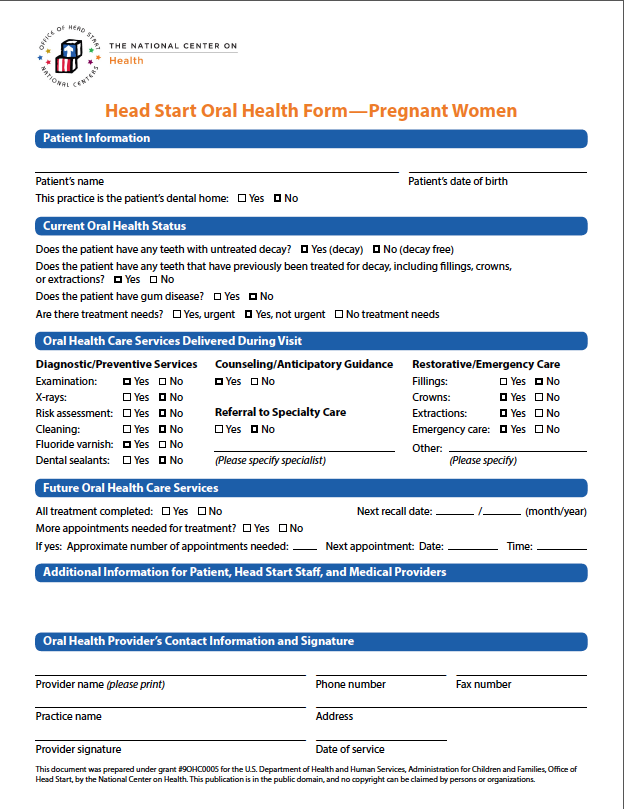 OFFICE OF HEAD START
NATIONAL CENTERS
THE NATIONAL CENTER ON
Health
Head Start Oral Health Form—Pregnant Women
Patient Information
Patient's name Patient's date of birth
This practice is the patient's dental home: Yes No
Current Oral Health Status
Does the patient have any teeth with untreated decay? Yes (decay) No (decay free)
Does the patient have any teeth that have previously been treated for decay, including fillings, crowns,
or extractions? Yes No
Does the patient have gum disease? Yes No
Are there treatment needs? Yes, urgent Yes, not urgent No treatment needs
Oral Health Care Services Delivered During Visit
Diagnostic/Preventive Services Counseling/Anticipatory Guidance Restorative/Emergency Care
Examination: Yes No Yes No Fillings: Yes No
X-rays: Yes No Crowns: Yes No
Risk assessment: Yes No Referral to Specialty Care Extractions: Yes No
Cleaning: Yes No Yes No Emergency care: Yes No
Fluoride varnish: Yes No Other:
Dental sealants: Yes No (Please specify specialist) (Please specify)
Future Oral Health Care Services
All treatment completed: Yes No Next recall date: / (month/year)
More appointments needed for treatment? Yes No
If yes: Approximate number of appointments needed: Next appointment: Date: Time:
Additional Information for Patient, Head Start Staff, and Medical Providers
Oral Health Provider's Contact Information and Signature
Provider name (please print) Phone number Fax number
Practice name Address
Provider signature Date of service
This document was prepared under grant #9OHC0005 for the U.S. Department of Health and Human Services, Administration for Children and Families, Office of
Head Start, by the National Center on Health. This publication is in the public domain, and no copyright can be claimed by persons or organizations.